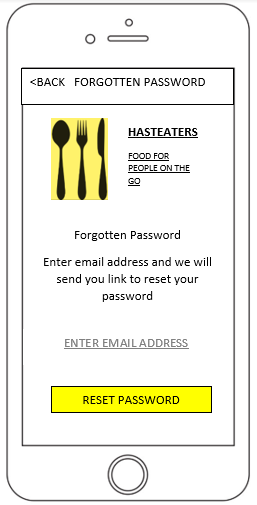 <BACK FORGOTTEN PASSWORD
HASTEATERS
FOOD FOR
PEOPLE ON THE
GO
Forgotten Password
Enter email address and we will
send you link to reset your
password
ENTER EMAIL ADDRESS
RESET PASSWORD